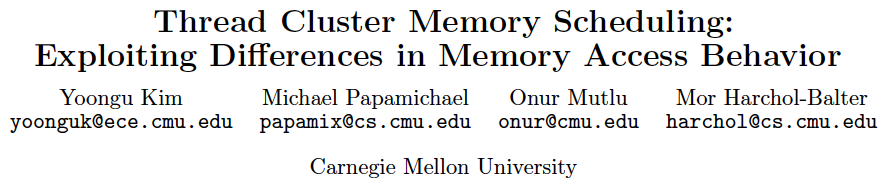 Thread Cluster Memory Scheduling:
Exploiting Differences in Memory Access Behavior
Yoongu Kim Michael Papamichael Onur Mutlu Mor Harchol-Balter
yoonguk@ece.cmu.edu papamix@cs.cmu.edu onur@cmu.edu harchol@cs.cmu.edu
Carnegie Mellon University